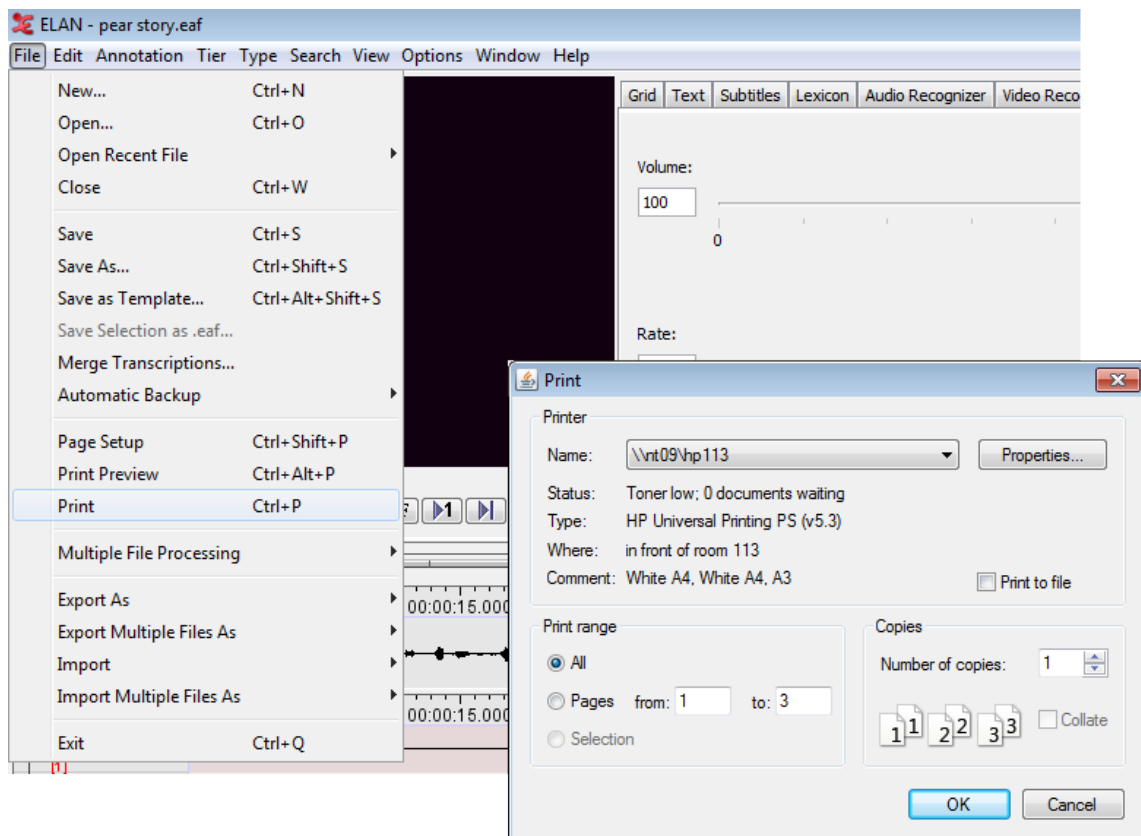 ELAN - pear story.eaf
File Edit Annotation Tier Type Search View Options Window Help
New... Ctrl+N
Open... Ctrl+O
Open Recent File
Close Ctrl+W
Save Ctrl+S
Save As... Ctrl+Shift+S
Save as Template... Ctrl+Alt+Shift+S
Save Selection as .eaf...
Merge Transcriptions...
Automatic Backup
Page Setup Ctrl+Shift+P
Print Preview Ctrl+Alt+P
Print Ctrl+P
Multiple File Processing
Export As
Export Multiple Files As
Import
Import Multiple Files As
Exit Ctrl+Q
[1]
Grid Text Subtitles Lexicon Audio Recognizer Video Reco
Volume:
100
0
Rate:
1
00:00:15.000
00:00:15.000
Print
Printer
Name: \\nt09\hp113 Properties...
Status: Toner low; 0 documents waiting
Type: HP Universal Printing PS (v5.3)
Where: in front of room 113
Comment: White A4, White A4, A3
Print to file
Print range
All
Pages from: 1 to: 3
Selection
Copies
Number of copies: 1
1 1 2 2 3 3 Collate
OK Cancel